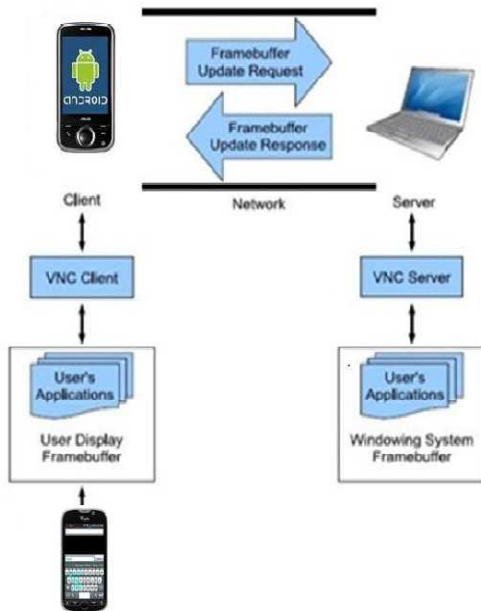 Framebuffer
Update Request
ANDROID
Framebuffer
Update Response
Client
Network
Server
VNC Client
VNC Server
User's
Applications
User's
Applications
User Display
Framebuffer
Windowing System
Framebuffer